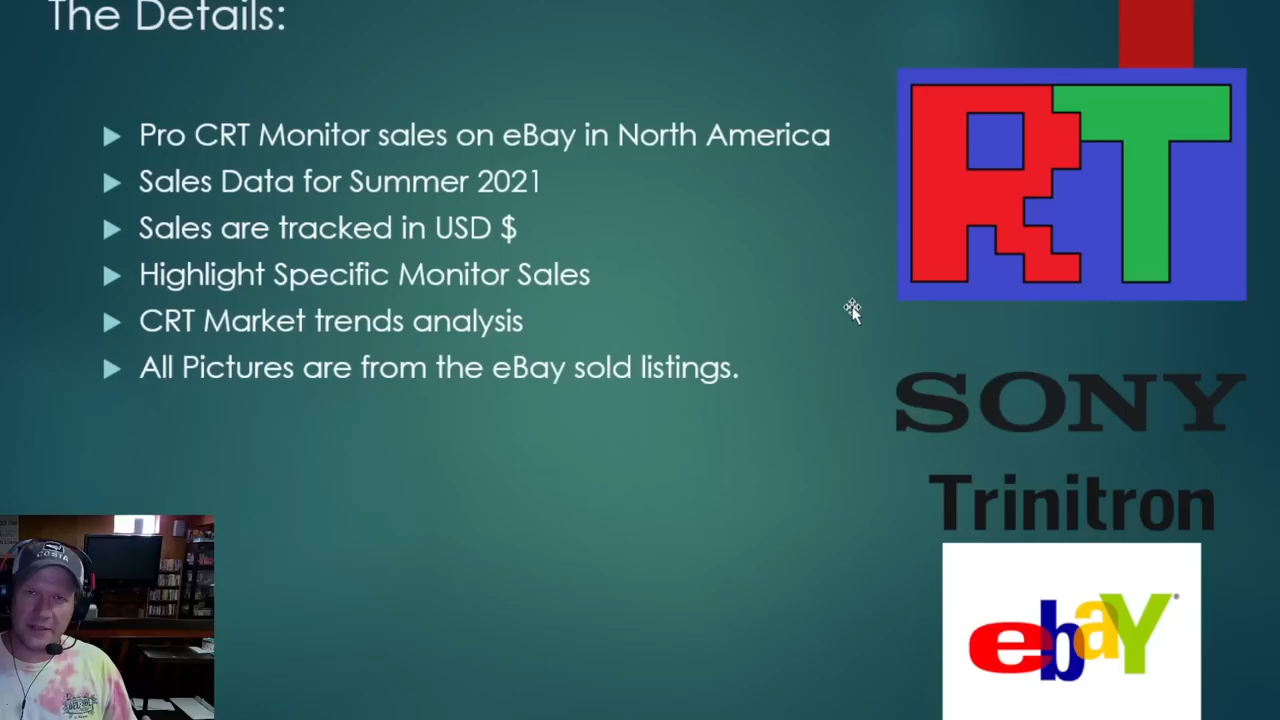 The Details:
Pro CRT Monitor sales on eBay in North America
Sales Data for Summer 2021
Sales are tracked in USD $
Highlight Specific Monitor Sales
CRT Market trends analysis
All Pictures are from the eBay sold listings.
RT
SONY
Trinitron
ebaY
COSTA